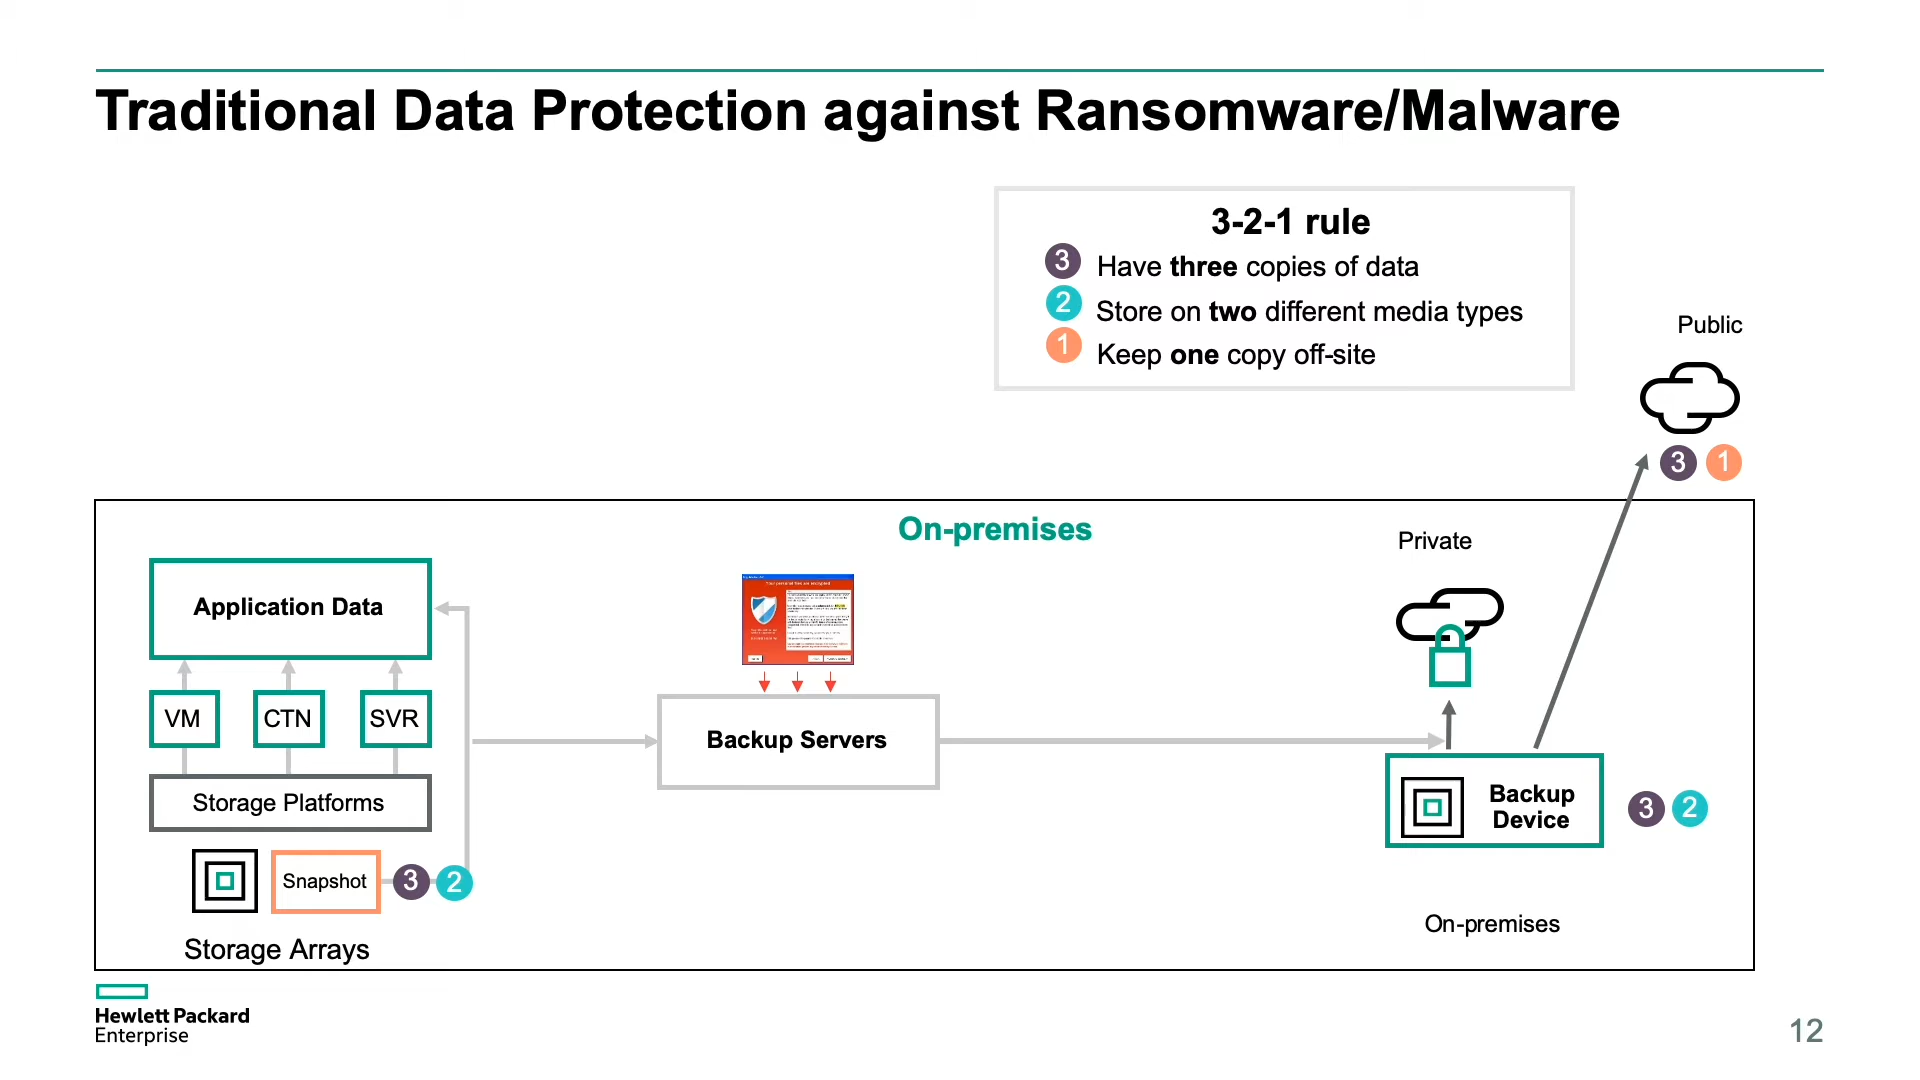 Traditional Data Protection against Ransomware/Malware
3-2-1 rule
3 Have three copies of data
2 Store on two different media types
1 Keep one copy off-site
Public
3 1
On-premises
Private
Application Data
VM CTN SVR
Backup Servers
Storage Platforms
Backup
Device
3 2
Snapshot 3 2
On-premises
Storage Arrays
Hewlett Packard
Enterprise
12